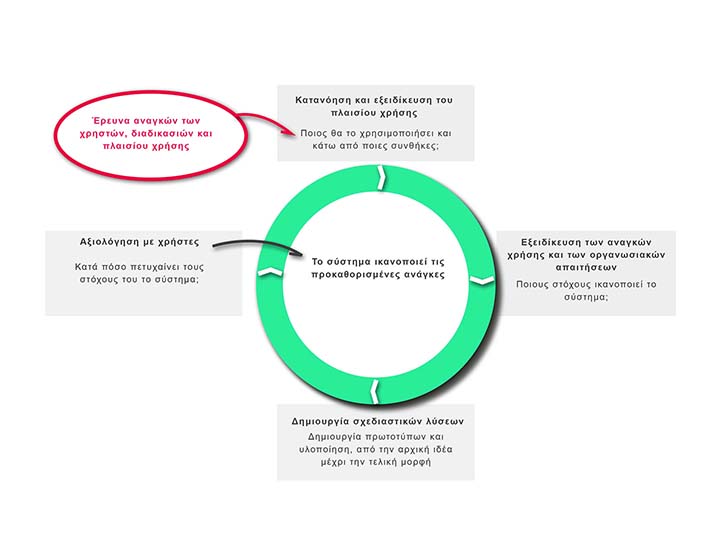 Έρευνα αναγκών των
χρηστών, διαδικασιών και
πλαισίου χρήσης
Κατανόηση και εξειδίκευση του
πλαισίου χρήσης
Ποιος θα το χρησιμοποιήσει και
κάτω από ποιες συνθήκες;
Αξιολόγηση με χρήστες
Κατά πόσο πετυχαίνει τους
στόχους του το σύστημα;
Το σύστημα ικανοποιεί τις
προκαθορισμένες ανάγκες
Εξειδίκευση των αναγκών
χρήσης και των οργανωσιακών
απαιτήσεων
Ποιους στόχους ικανοποιεί το
σύστημα;
Δημιουργία σχεδιαστικών λύσεων
Δημιουργία πρωτοτύπων και
υλοποίηση, από την αρχική ιδέα
μέχρι την τελική μορφή